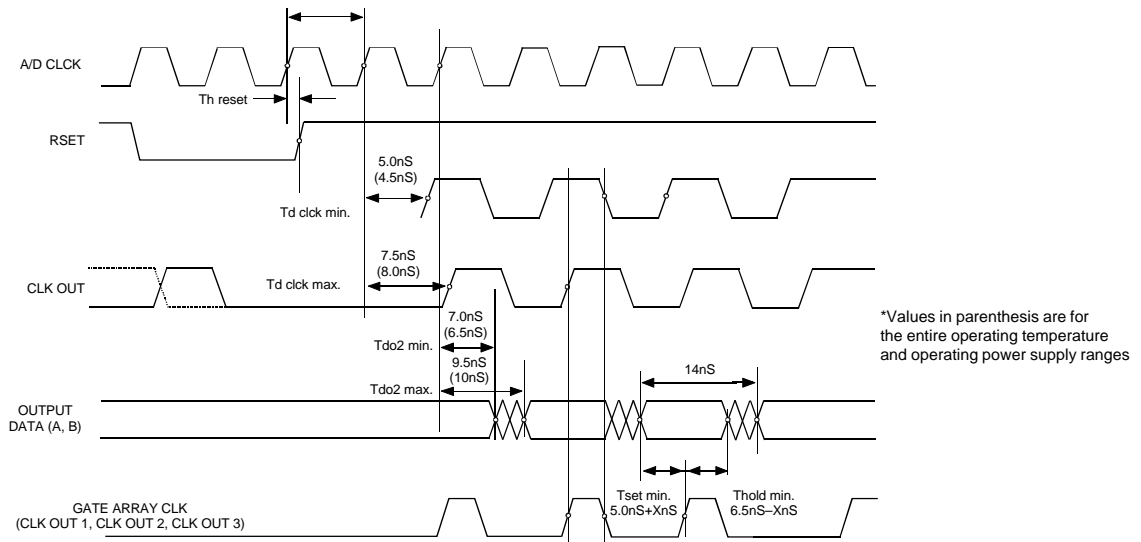 A/D CLCK
Th reset
RSET
5.0nS
(4.5nS)
Td clck min.
7.5nS
(8.0nS)
CLK OUT
Td clck max.
7.0nS
(6.5nS)
Tdo2 min.
9.5nS
(10nS)
Tdo2 max.
14nS
*Values in parenthesis are for
the entire operating temperature
and operating power supply ranges
OUTPUT
DATA (A, B)
GATE ARRAY CLK
(CLK OUT 1, CLK OUT 2, CLK OUT 3)
Tset min.
5.0nS+XnS
Thold min.
6.5nS–XnS